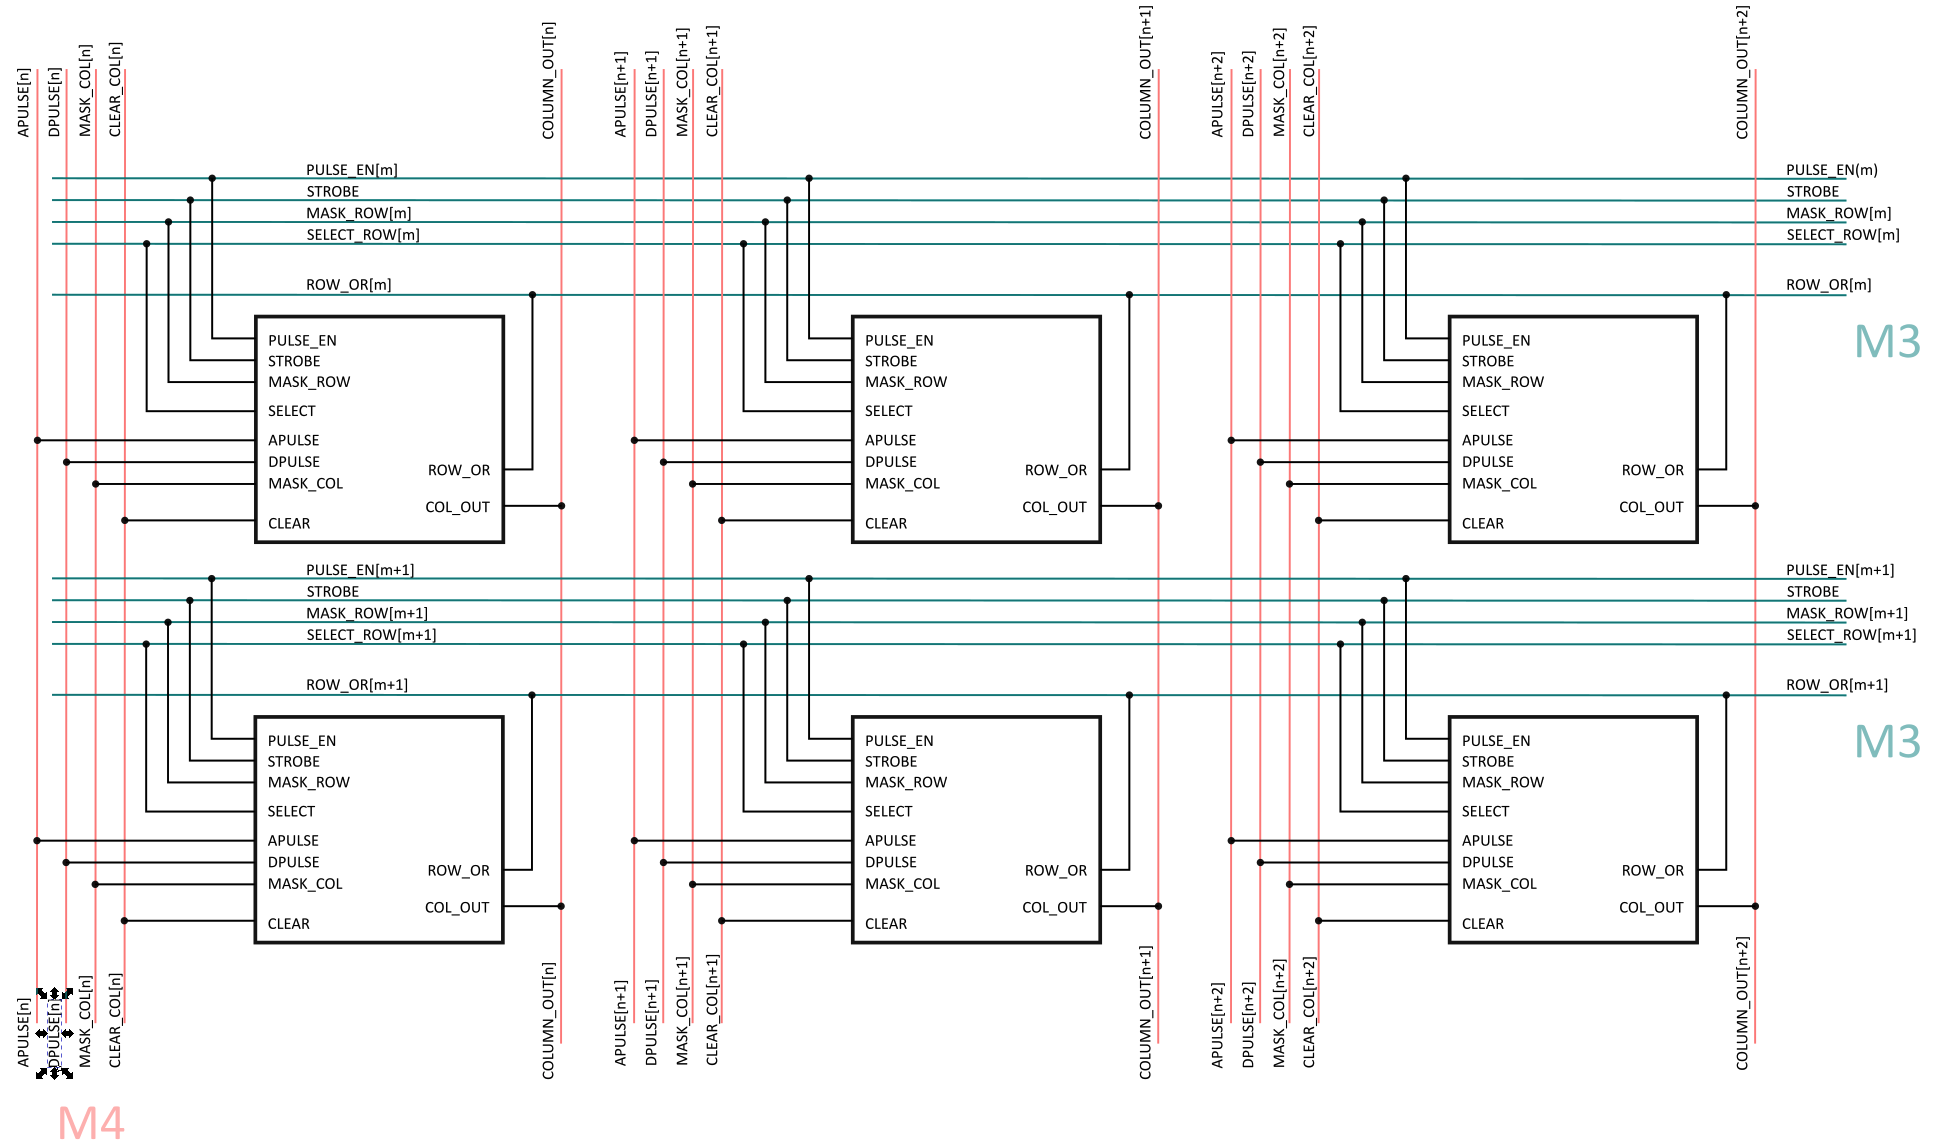 APULSE[n]
DPULSE[n]
MASK_COL[n]
CLEAR_COL[n]
COLUMN_OUT[n]
APULSE[n+1]
DPULSE[n+1]
MASK_COL[n+1]
CLEAR_COL[n+1]
COLUMN_OUT[n+1]
APULSE[n+2]
DPULSE[n+2]
MASK_COL[n+2]
CLEAR_COL[n+2]
COLUMN_OUT[n+2]
PULSE_EN[m]
PULSE_EN(m)
STROBE
STROBE
MASK_ROW[m]
MASK_ROW[m]
SELECT_ROW[m]
SELECT_ROW[m]
ROW_OR[m]
ROW_OR[m]
M3
PULSE_EN
STROBE
MASK_ROW
SELECT
APULSE
DPULSE
MASK_COL
CLEAR
ROW_OR
COL_OUT
PULSE_EN
STROBE
MASK_ROW
SELECT
APULSE
DPULSE
MASK_COL
CLEAR
ROW_OR
COL_OUT
PULSE_EN
STROBE
MASK_ROW
SELECT
APULSE
DPULSE
MASK_COL
CLEAR
ROW_OR
COL_OUT
PULSE_EN[m+1]
PULSE_EN[m+1]
STROBE
STROBE
MASK_ROW[m+1]
MASK_ROW[m+1]
SELECT_ROW[m+1]
SELECT_ROW[m+1]
ROW_OR[m+1]
ROW_OR[m+1]
M3
PULSE_EN
STROBE
MASK_ROW
SELECT
APULSE
DPULSE
MASK_COL
CLEAR
ROW_OR
COL_OUT
PULSE_EN
STROBE
MASK_ROW
SELECT
APULSE
DPULSE
MASK_COL
CLEAR
ROW_OR
COL_OUT
PULSE_EN
STROBE
MASK_ROW
SELECT
APULSE
DPULSE
MASK_COL
CLEAR
ROW_OR
COL_OUT
APULSE[n]
DPULSE[n]
MASK_COL[n]
CLEAR_COL[n]
COLUMN_OUT[n]
APULSE[n+1]
DPULSE[n+1]
MASK_COL[n+1]
CLEAR_COL[n+1]
COLUMN_OUT[n+1]
APULSE[n+2]
DPULSE[n+2]
MASK_COL[n+2]
CLEAR_COL[n+2]
COLUMN_OUT[n+2]
M4